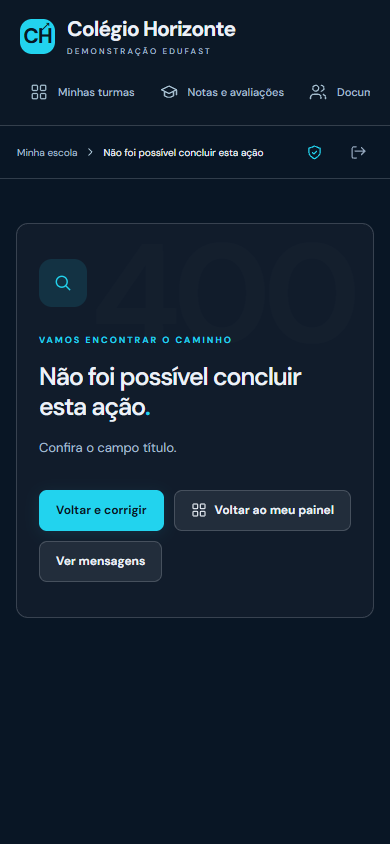 CH
Colégio Horizonte
DEMONSTRAÇÃO EDUFAST
Minhas turmas Notas e avaliações Docun
Minha escola Não foi possível concluir esta ação
400
VAMOS ENCONTRAR O CAMINHO
Não foi possível concluir
esta ação.
Confira o campo título.
Voltar e corrigir Voltar ao meu painel
Ver mensagens